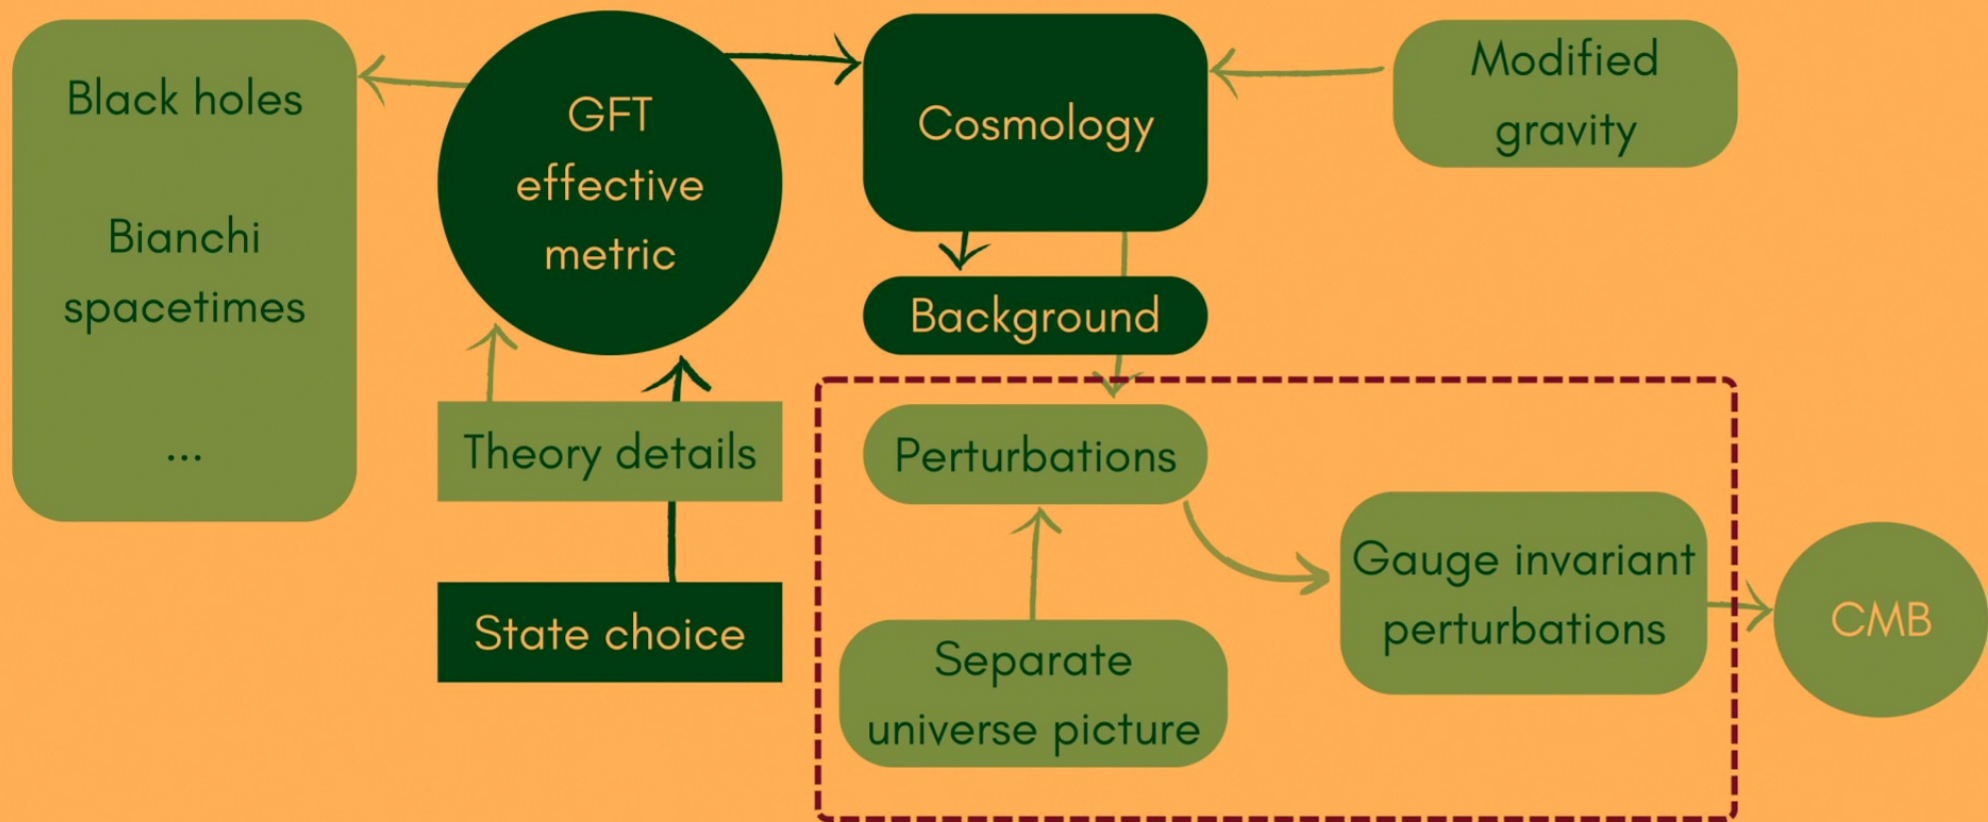 Black holes
Bianchi
spacetimes
...
GFT
effective
metric
Theory details
State choice
Cosmology
Background
Modified
gravity
Perturbations
Separate
universe picture
Gauge invariant
perturbations
CMB